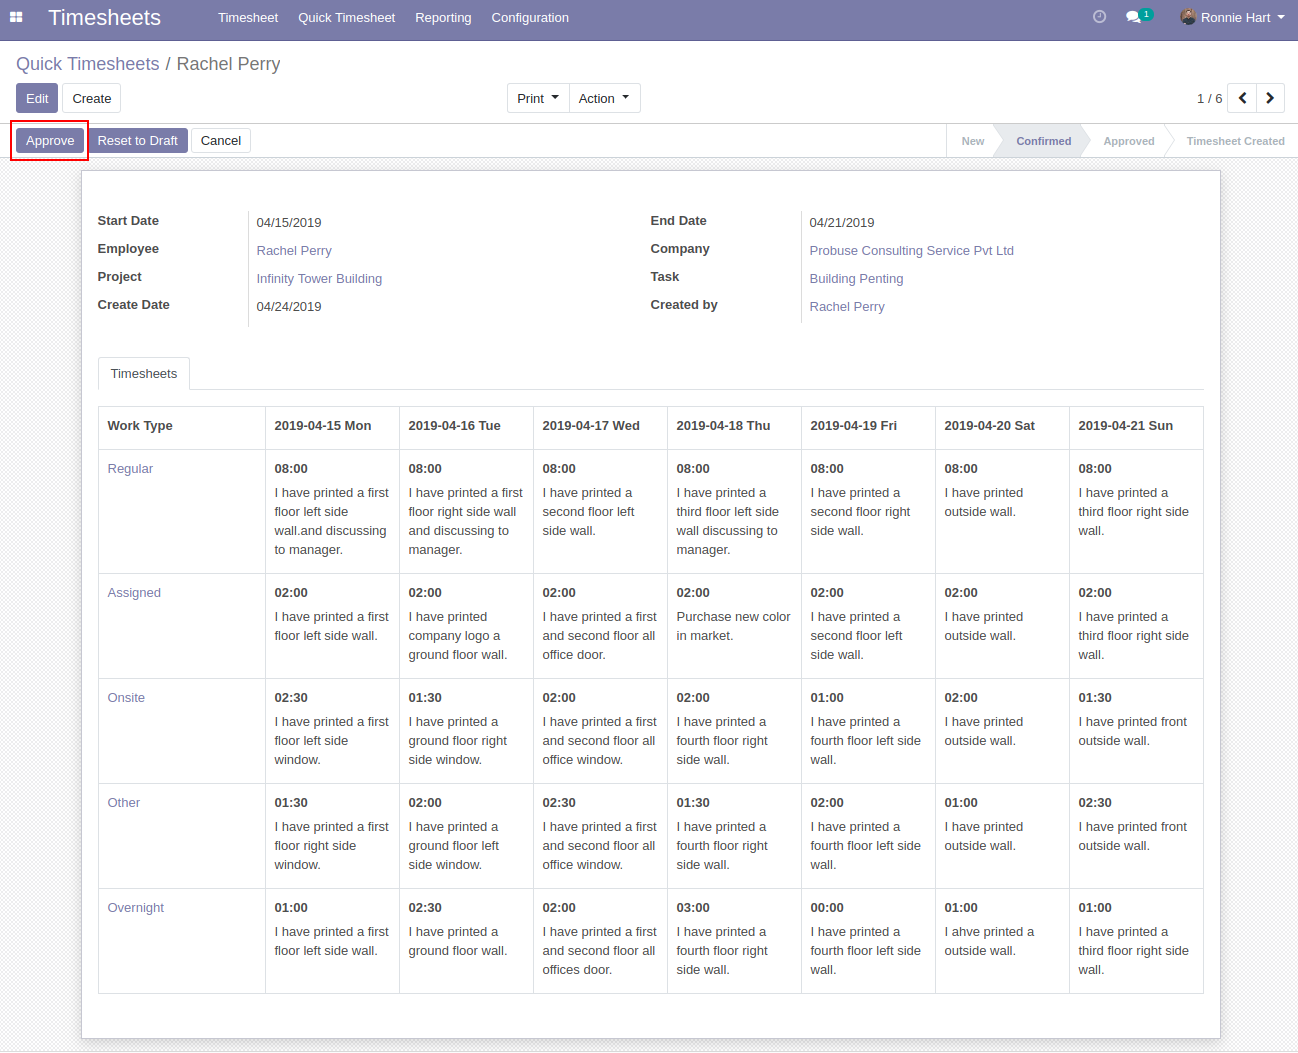 Timesheets Timesheet Quick Timesheet Reporting Configuration 1 Ronnie Hart
Quick Timesheets / Rachel Perry
Edit Create Print Action 1 / 6
Approve Reset to Draft Cancel New Confirmed Approved Timesheet Created
Start Date 04/15/2019 End Date 04/21/2019
Employee Rachel Perry Company Probuse Consulting Service Pvt Ltd
Project Infinity Tower Building Task Building Penting
Create Date 04/24/2019 Created by Rachel Perry
Timesheets
Work Type 2019-04-15 Mon 2019-04-16 Tue 2019-04-17 Wed 2019-04-18 Thu 2019-04-19 Fri 2019-04-20 Sat 2019-04-21 Sun
Regular 08:00 08:00 08:00 08:00 08:00 08:00 08:00
I have printed a first I have printed a first I have printed a I have printed a I have printed a I have printed I have printed a
floor left side floor right side wall second floor left third floor left side second floor right outside wall. third floor right side
wall.and discussing and discussing to side wall. wall discussing to side wall. wall.
to manager. manager. manager.
Assigned 02:00 02:00 02:00 02:00 02:00 02:00 02:00
I have printed a first I have printed I have printed a first Purchase new color I have printed a I have printed I have printed a
floor left side wall. company logo a and second floor all in market. second floor left outside wall. third floor right side
ground floor wall. office door. side wall. wall.
Onsite 02:30 01:30 02:00 02:00 01:00 02:00 01:30
I have printed a first I have printed a I have printed a first I have printed a I have printed a I have printed I have printed front
floor left side ground floor right and second floor all fourth floor right fourth floor left side outside wall. outside wall.
window. side window. office window. side wall. wall.
Other 01:30 02:00 02:30 01:30 02:00 01:00 02:30
I have printed a first I have printed a I have printed a first I have printed a I have printed a I have printed I have printed front
floor right side ground floor left and second floor all fourth floor right fourth floor left side outside wall. outside wall.
window. side window. office window. side wall. wall.
Overnight 01:00 02:30 02:00 03:00 00:00 01:00 01:00
I have printed a first I have printed a I have printed a first I have printed a I have printed a I ahve printed a I have printed a
floor left side wall. ground floor wall. and second floor all fourth floor right fourth floor left side outside wall. third floor right side
offices door. side wall. wall. wall.